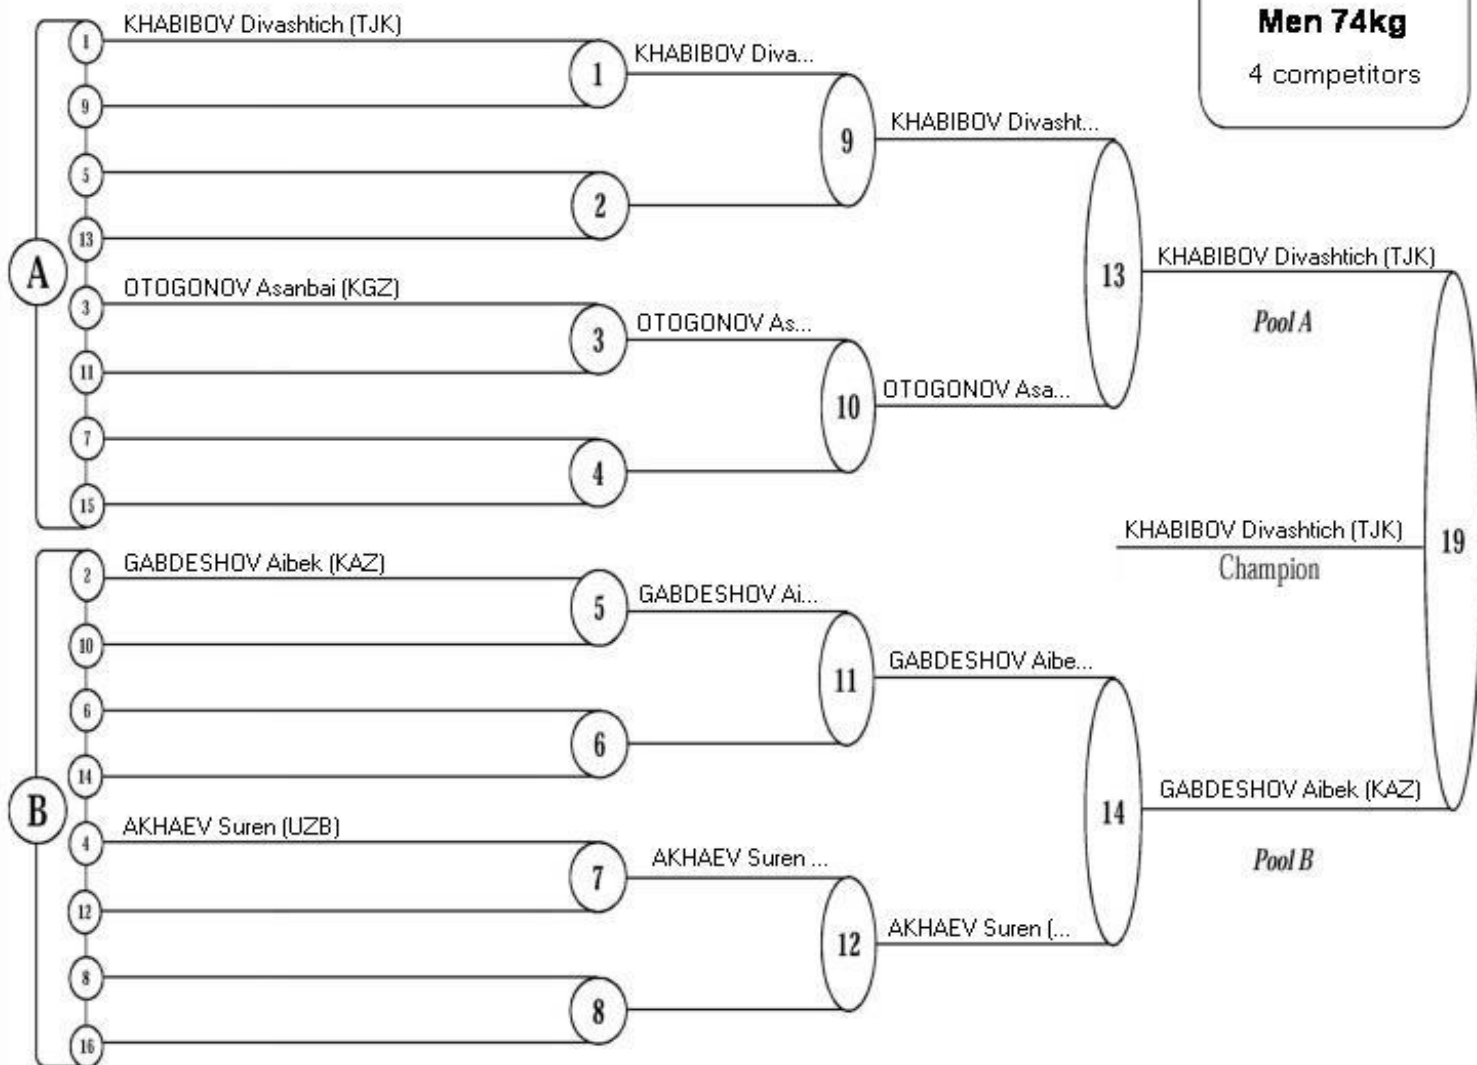 Men 74kg
4 competitors
A
1
KHABIBOV Divashtich (TJK)
9
5
13
3
OTOGONOV Asanbai (KGZ)
11
7
15
1
2
3
4
KHABIBOV Diva...
OTOGONOV As...
9
10
KHABIBOV Divasht...
OTOGONOV Asa...
13
KHABIBOV Divashtich (TJK)
Pool A
B
2
GABDESHOV Aibek (KAZ)
10
6
14
4
AKHAEV Suren (UZB)
12
8
16
5
6
7
8
GABDESHOV Ai...
AKHAEV Suren ...
11
12
GABDESHOV Aibe...
AKHAEV Suren (...
14
GABDESHOV Aibek (KAZ)
Pool B
KHABIBOV Divashtich (TJK)
Champion
19